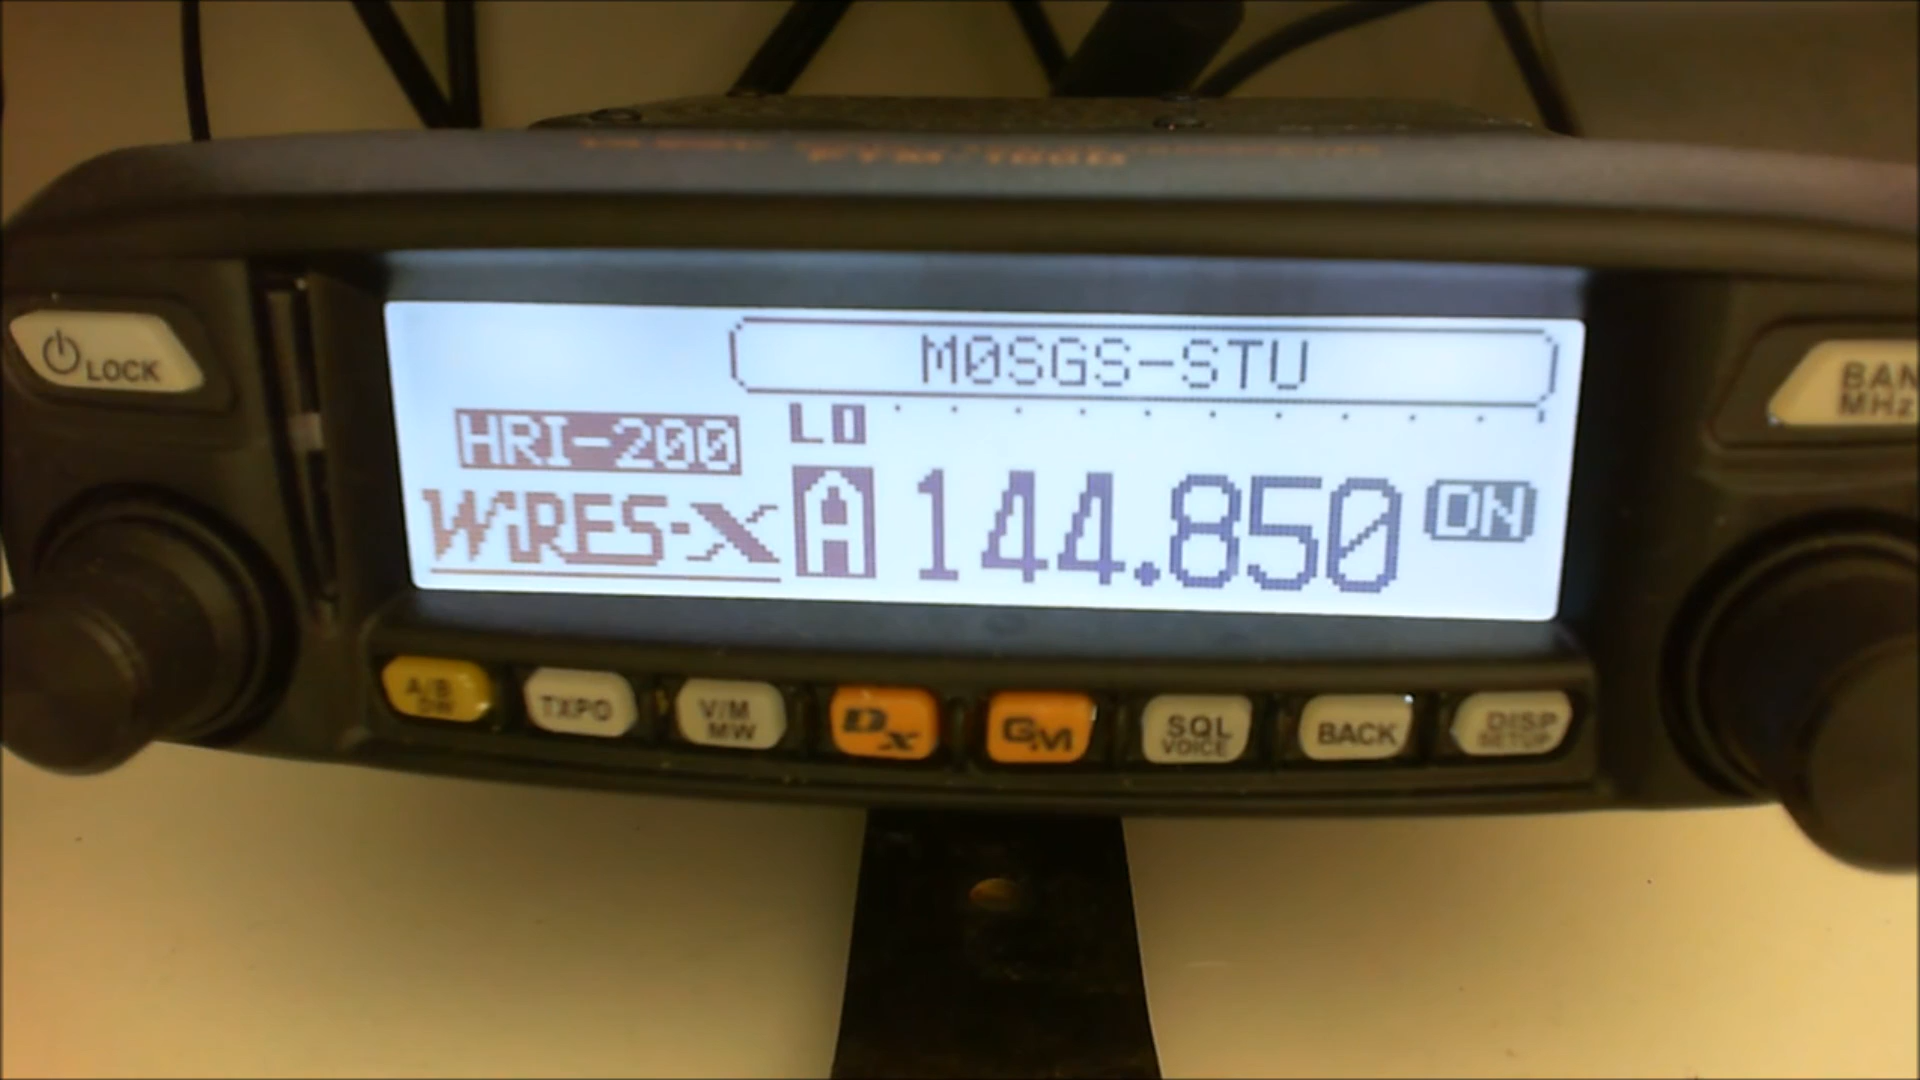 LOCK
BAN
MHz
M0SGS-STU
LO
HRI-200
WiRES-X
A 144.850 DN
A/B
DW
TXPO
V/M
MW
DX
GM
SQL
VOICE
BACK
DISP
SETUP